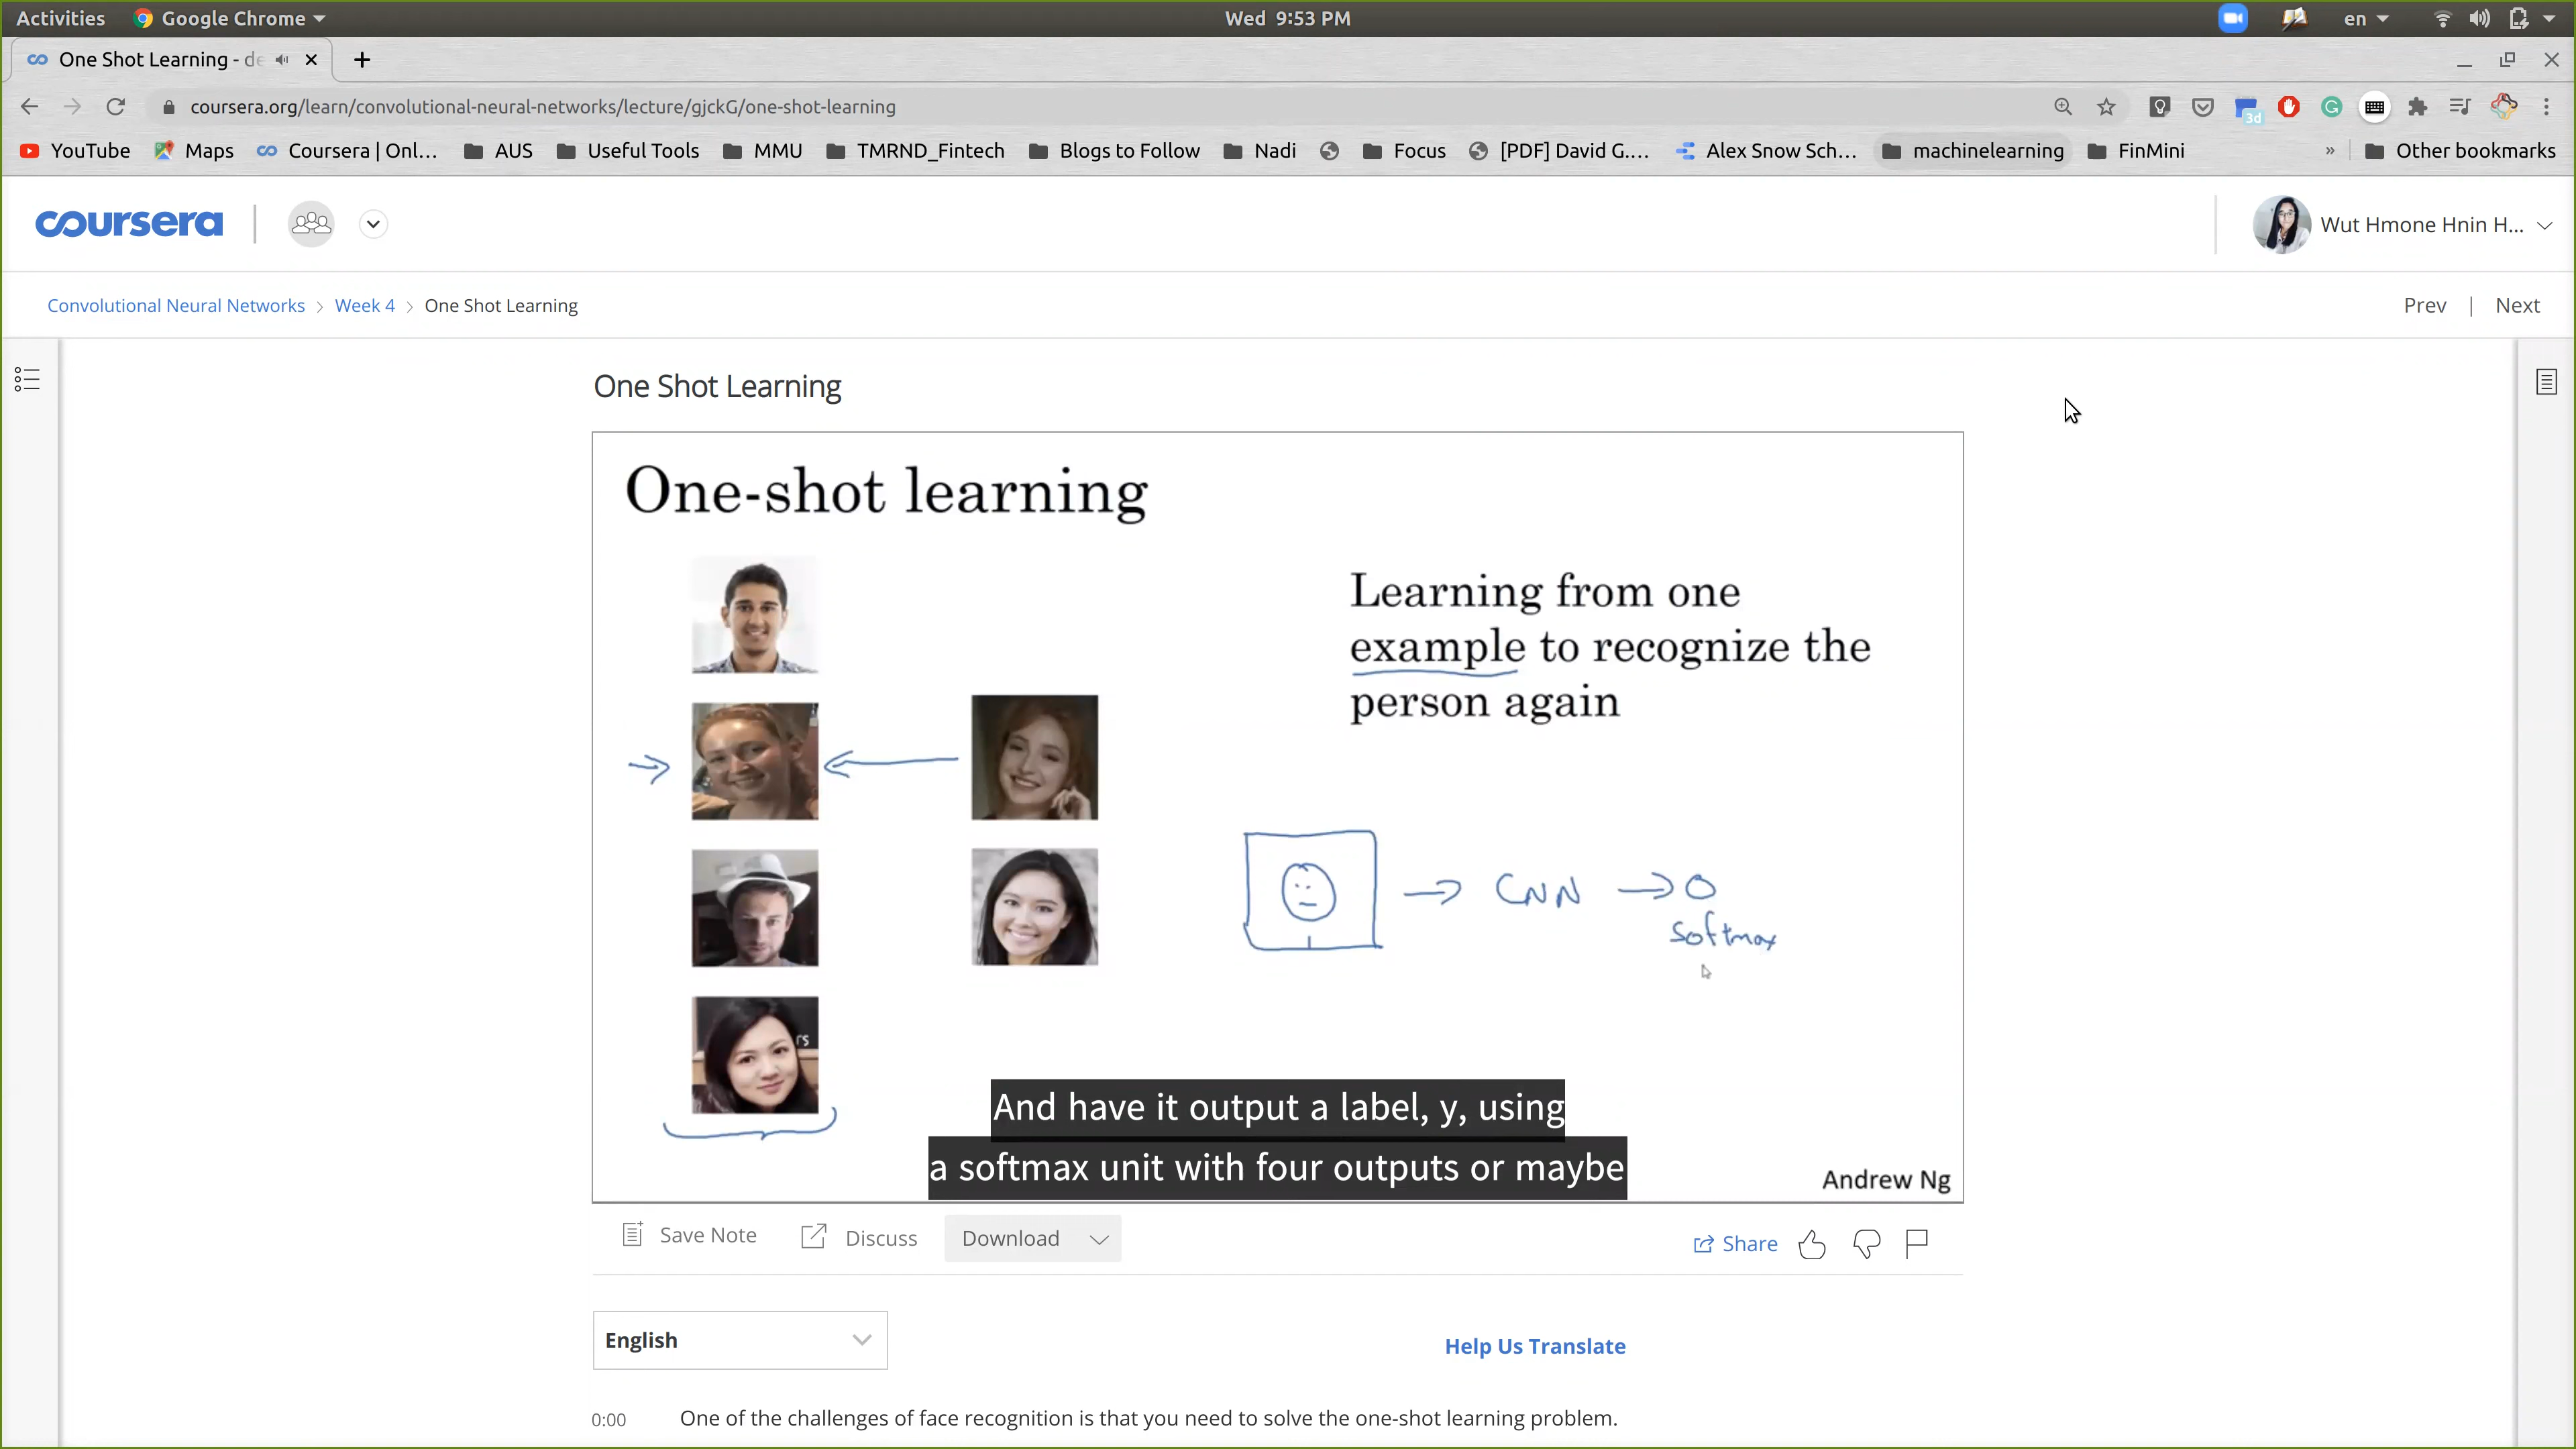 Activities
Google Chrome
Wed 9:53 PM
en
One Shot Learning - de
coursera.org/learn/convolutional-neural-networks/lecture/gjckG/one-shot-learning
3d
YouTube
Maps
Coursera | Onl...
AUS
Useful Tools
MMU
TMRND_Fintech
Blogs to Follow
Nadi
Focus
[PDF] David G....
Alex Snow Sch...
machinelearning
FinMini
»
Other bookmarks
coursera
Wut Hmone Hnin H...
Convolutional Neural Networks > Week 4 > One Shot Learning
Prev | Next
One Shot Learning
One-shot learning
Learning from one
example to recognize the
person again
CNN
softmax
rs
And have it output a label, y, using
a softmax unit with four outputs or maybe
Andrew Ng
Save Note
Discuss
Download
Share
English
Help Us Translate
0:00 One of the challenges of face recognition is that you need to solve the one-shot learning problem.